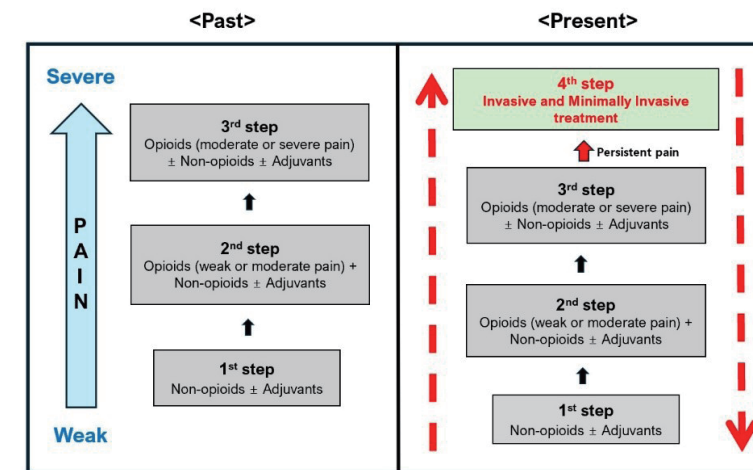 <Past>
Severe
PAIN
Weak
3rd step
Opioids (moderate or severe pain)
± Non-opioids ± Adjuvants
2nd step
Opioids (weak or moderate pain) +
Non-opioids ± Adjuvants
1st step
Non-opioids ± Adjuvants
<Present>
4th step
Invasive and Minimally Invasive
treatment
Persistent pain
3rd step
Opioids (moderate or severe pain)
± Non-opioids ± Adjuvants
2nd step
Opioids (weak or moderate pain) +
Non-opioids ± Adjuvants
1st step
Non-opioids ± Adjuvants